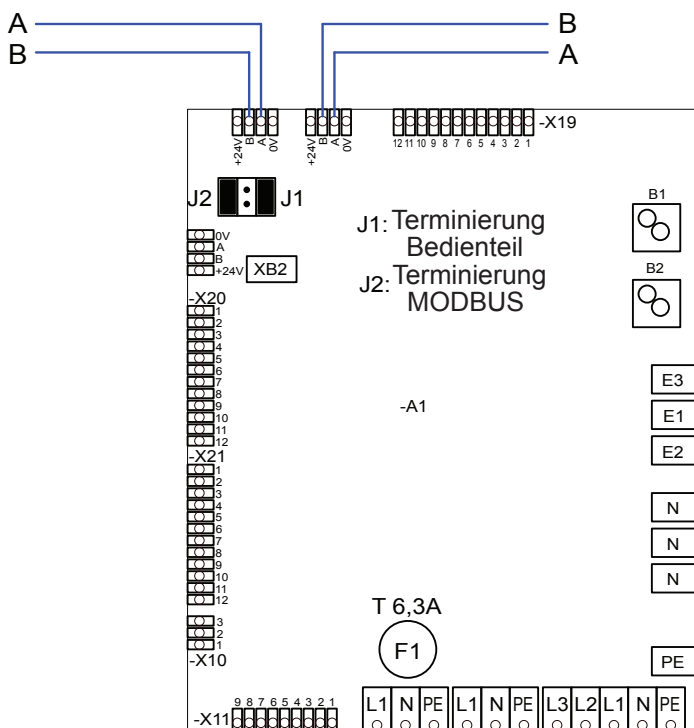 A
B
B
A
+24V
B
A
0V
+24V
B
A
0V
12 11 10 9 8 7 6 5 4 3 2 1
-X19
J2
J1
J1: Terminierung
Bedienteil
J2: Terminierung
MODBUS
B1
B2
0V
A
B
+24V
XB2
-X20
1
2
3
4
5
6
7
8
9
10
11
12
-X21
1
2
3
4
5
6
7
8
9
10
11
12
3
2
1
-X10
-A1
E3
E1
E2
N
N
N
PE
T 6,3A
F1
-X11
9 8 7 6 5 4 3 2 1
L1 N PE L1 N PE L3 L2 L1 N PE